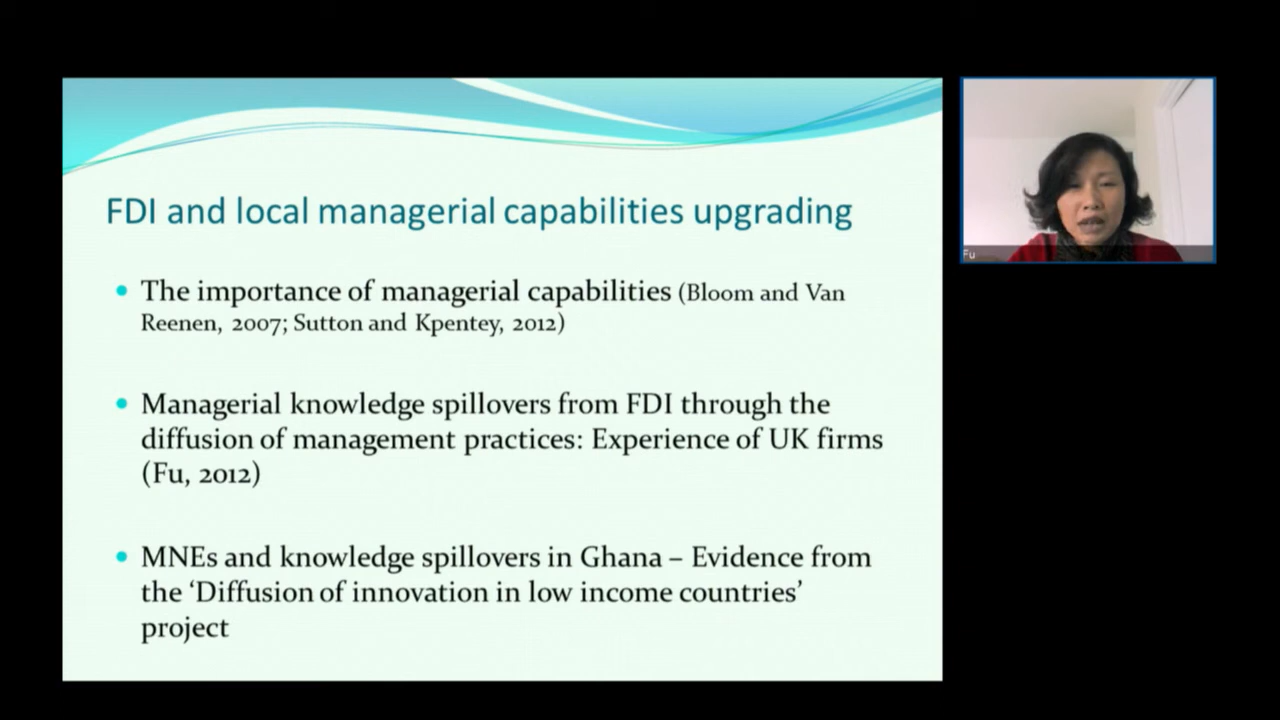 FDI and local managerial capabilities upgrading
• The importance of managerial capabilities (Bloom and Van
Reenen, 2007; Sutton and Kpentey, 2012)
• Managerial knowledge spillovers from FDI through the
diffusion of management practices: Experience of UK firms
(Fu, 2012)
• MNEs and knowledge spillovers in Ghana – Evidence from
the ‘Diffusion of innovation in low income countries’
project
Fu